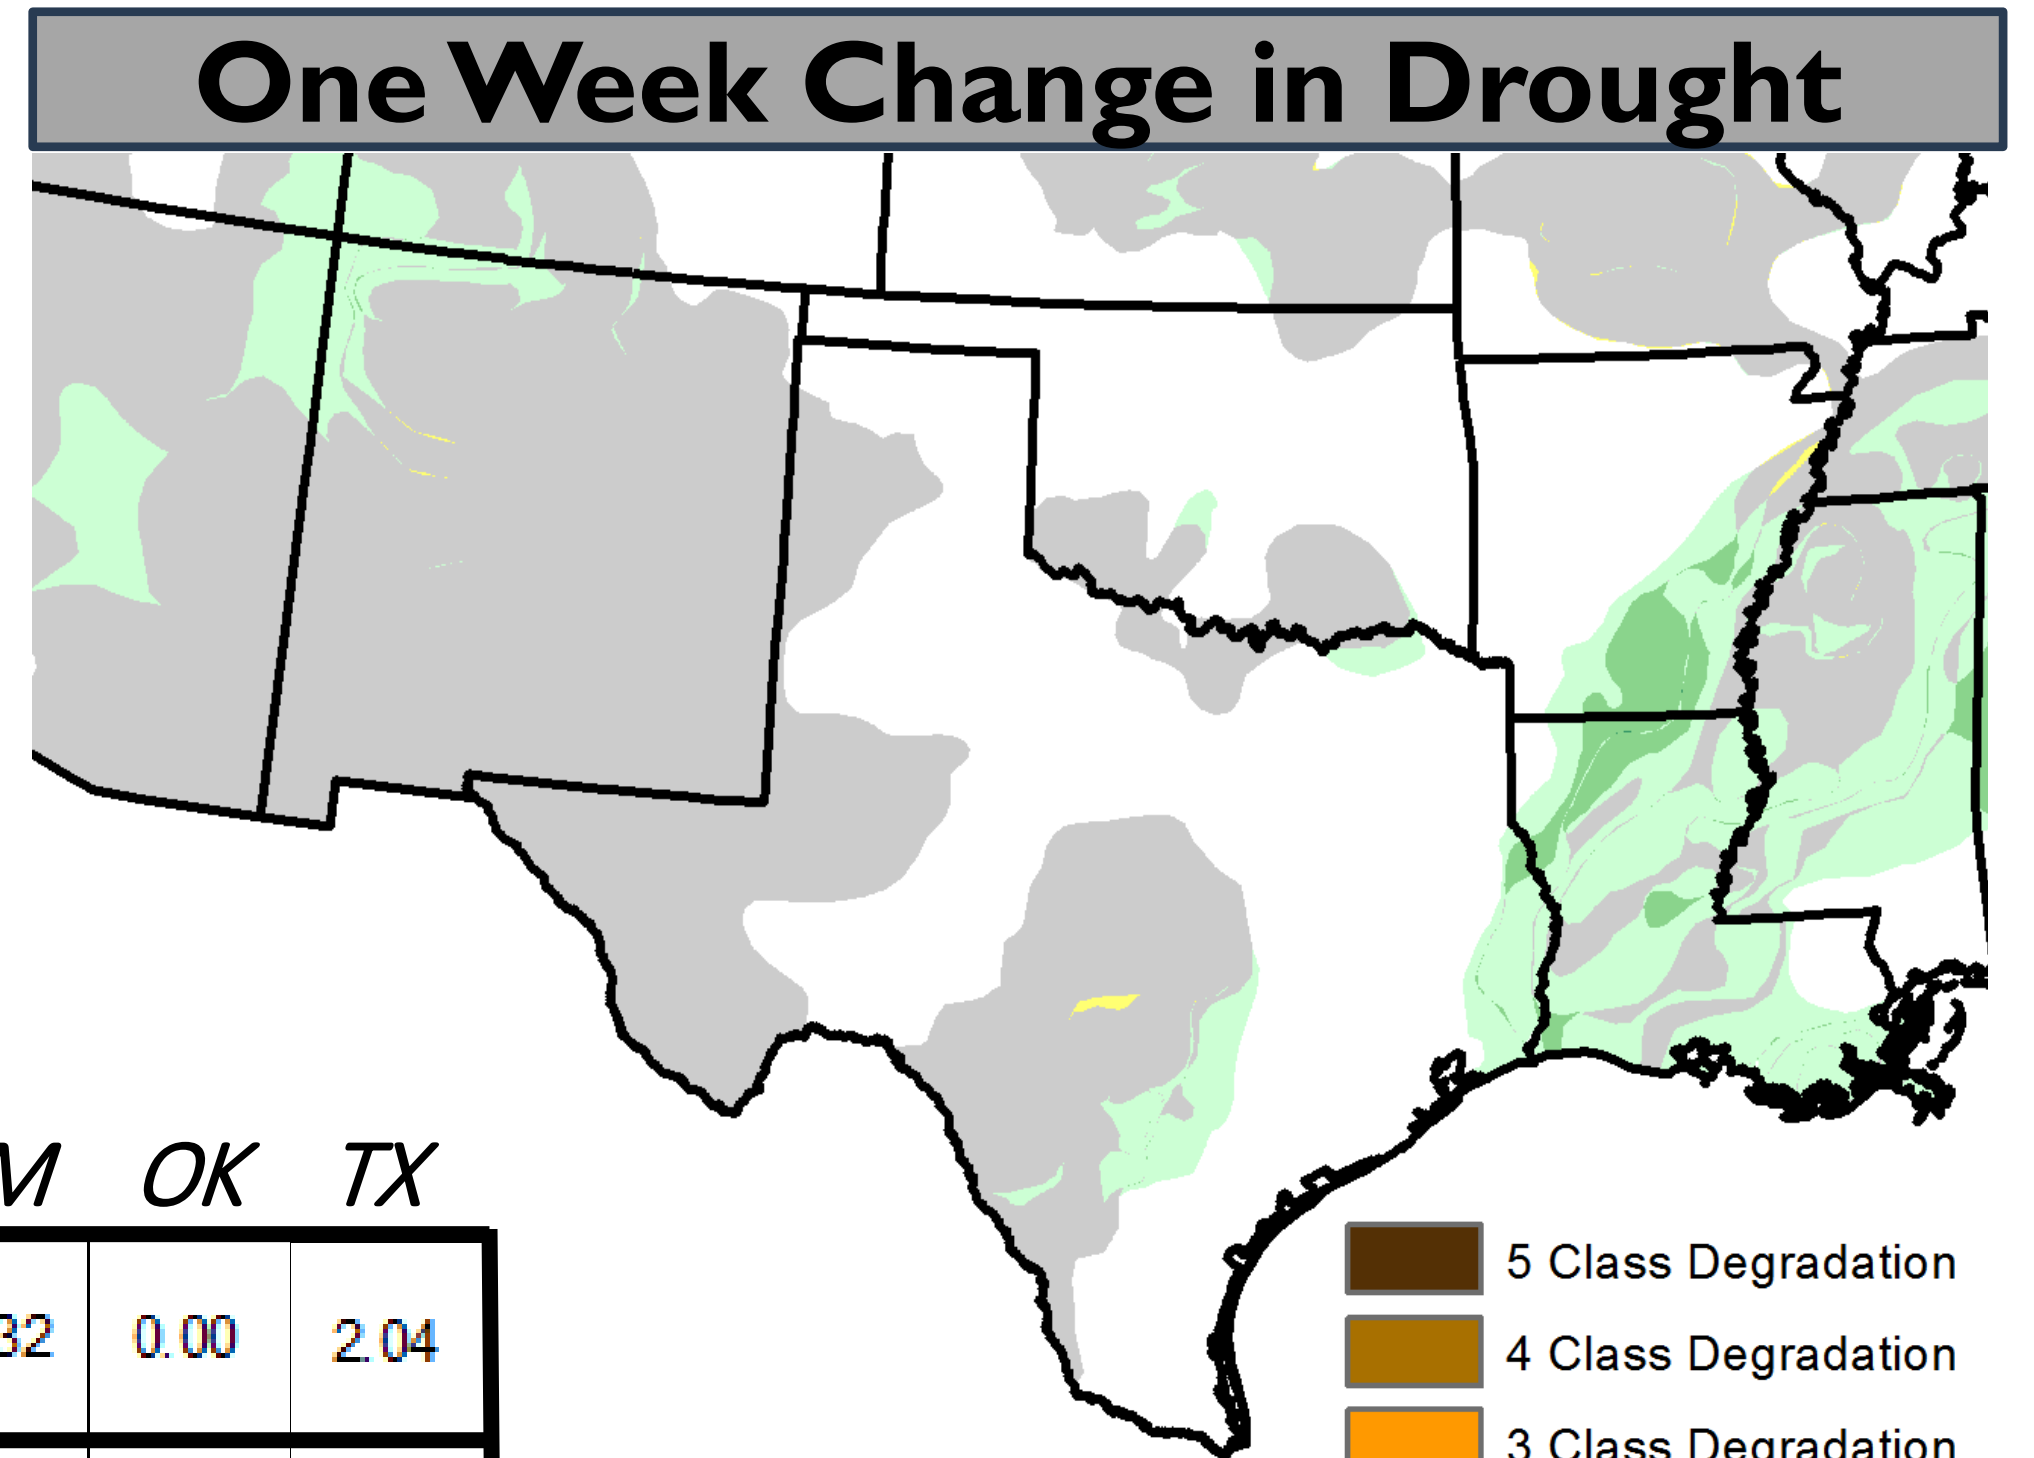 One Week Change in Drought
M OK TX
32 0.00 2.04
5 Class Degradation
4 Class Degradation
3 Class Degradation